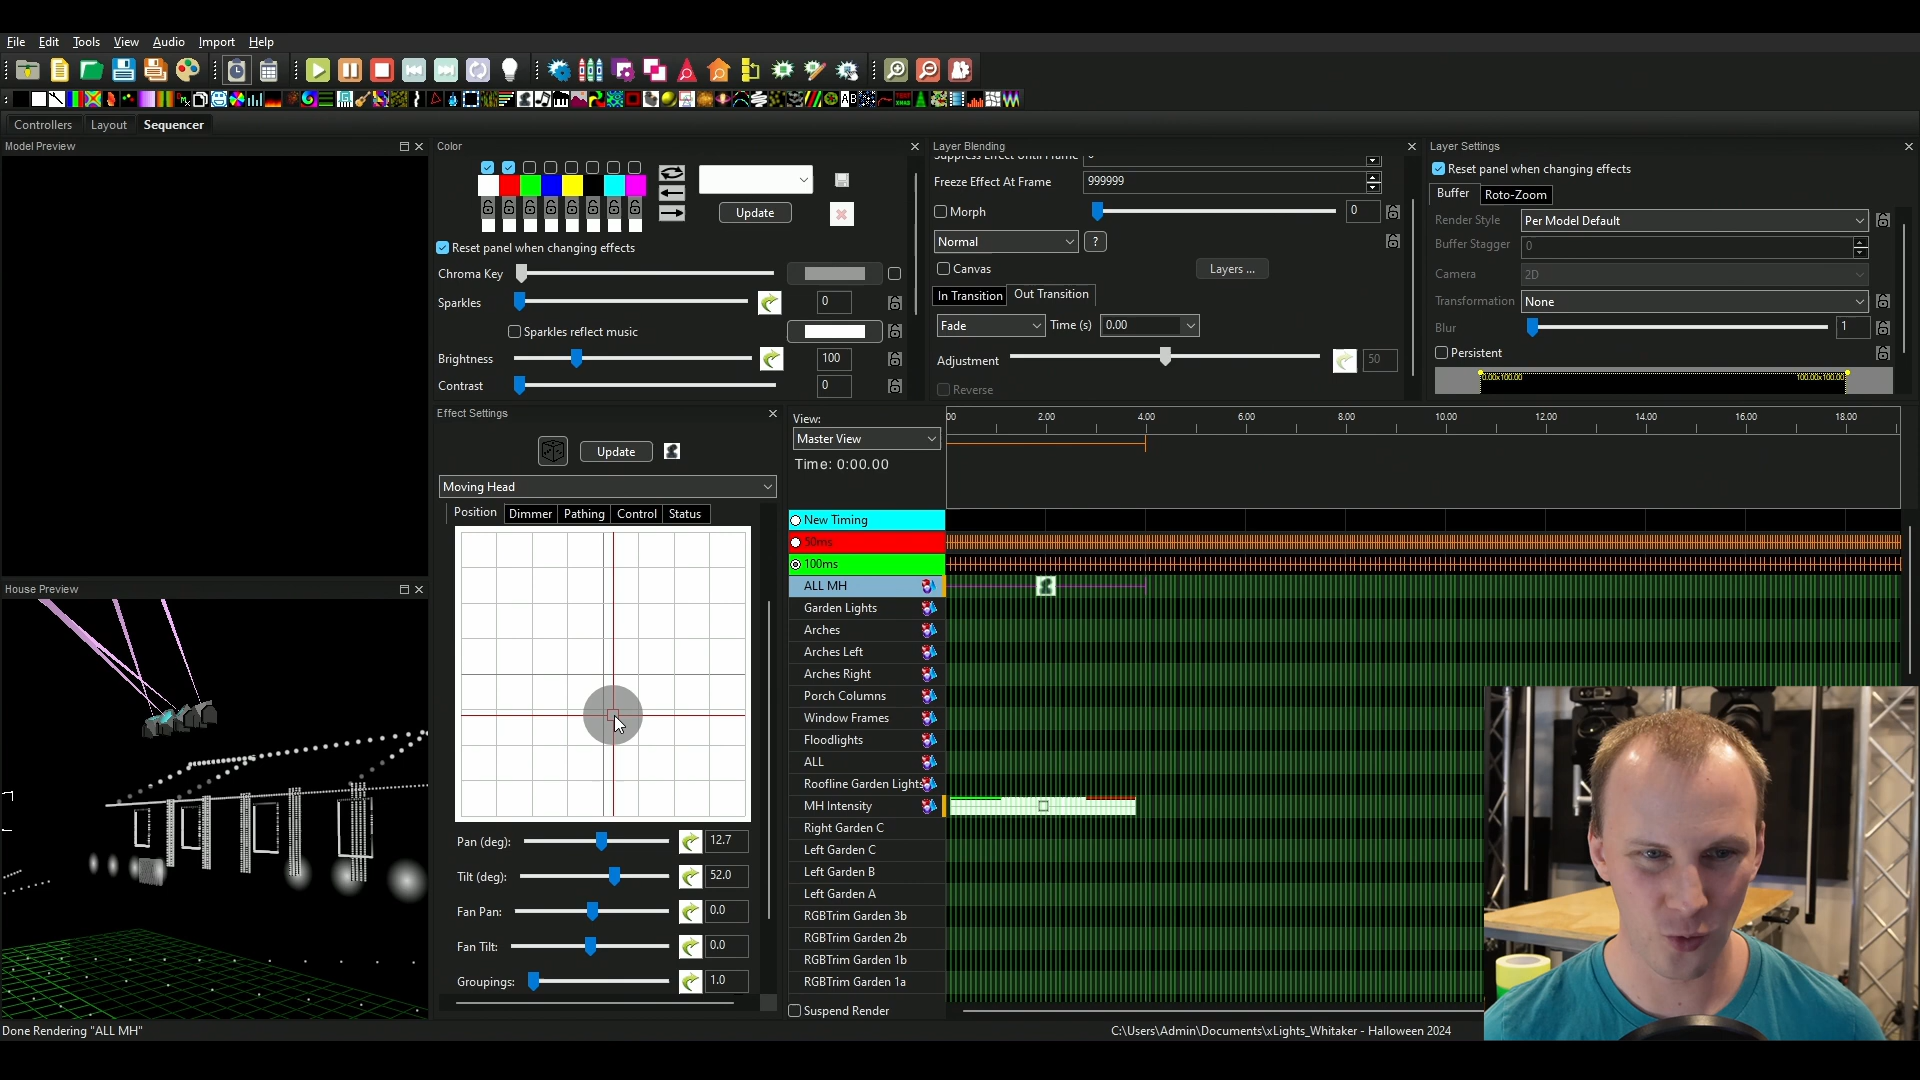 File Edit Tools View Audio Import Help
Controllers Layout Sequencer
Model Preview
Color
Update
Reset panel when changing effects
Chroma Key
Sparkles 0
Sparkles reflect music
Brightness 100
Contrast 0
Layer Blending
Freeze Effect At Frame 999999
Morph 0
Normal ?
Canvas Layers ...
In Transition Out Transition
Fade Time (s) 0.00
Adjustment 50
Reverse
Layer Settings
Reset panel when changing effects
Buffer Roto-Zoom
Render Style Per Model Default
Buffer Stagger 0
Camera 2D
Transformation None
Blur 1
Persistent
100.00x100.00
Effect Settings
Update
Moving Head
Position Dimmer Pathing Control Status
Pan (deg): 12.7
Tilt (deg): 52.0
Fan Pan: 0.0
Fan Tilt: 0.0
Groupings: 1.0
House Preview
View:
Master View
Time: 0:00.00
00 2.00 4.00 6.00 8.00 10.00 12.00 14.00 16.00 18.00
New Timing
50ms
100ms
ALL MH
Garden Lights
Arches
Arches Left
Arches Right
Porch Columns
Window Frames
Floodlights
ALL
Roofline Garden Lights
MH Intensity
Right Garden C
Left Garden C
Left Garden B
Left Garden A
RGBTrim Garden 3b
RGBTrim Garden 2b
RGBTrim Garden 1b
RGBTrim Garden 1a
Suspend Render
Done Rendering "ALL MH"
C:\Users\Admin\Documents\xLights_Whitaker - Halloween 2024